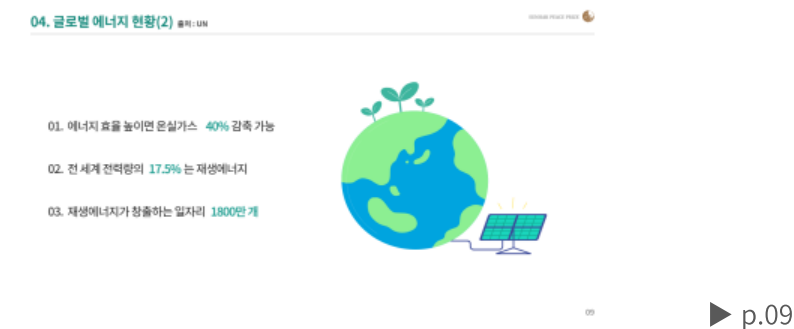 04. 글로벌 에너지 현황(2) 출처 : UN
SUNHAK PEACE PRIZE
01. 에너지 효율 높이면 온실가스 40% 감축 가능
02. 전 세계 전력량의 17.5% 는 재생에너지
03. 재생에너지가 창출하는 일자리 1800만 개
09
▶ p.09